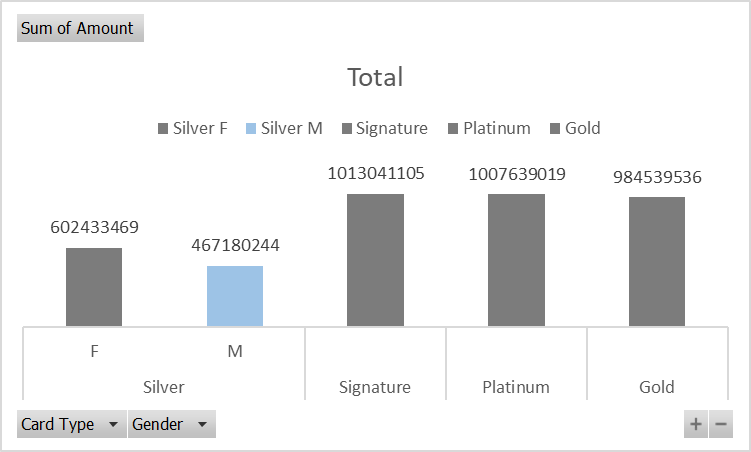 Sum of Amount
Total
Silver F Silver M Signature Platinum Gold
1013041105 1007639019 984539536
602433469
467180244
F M
Silver Signature Platinum Gold
Card Type Gender